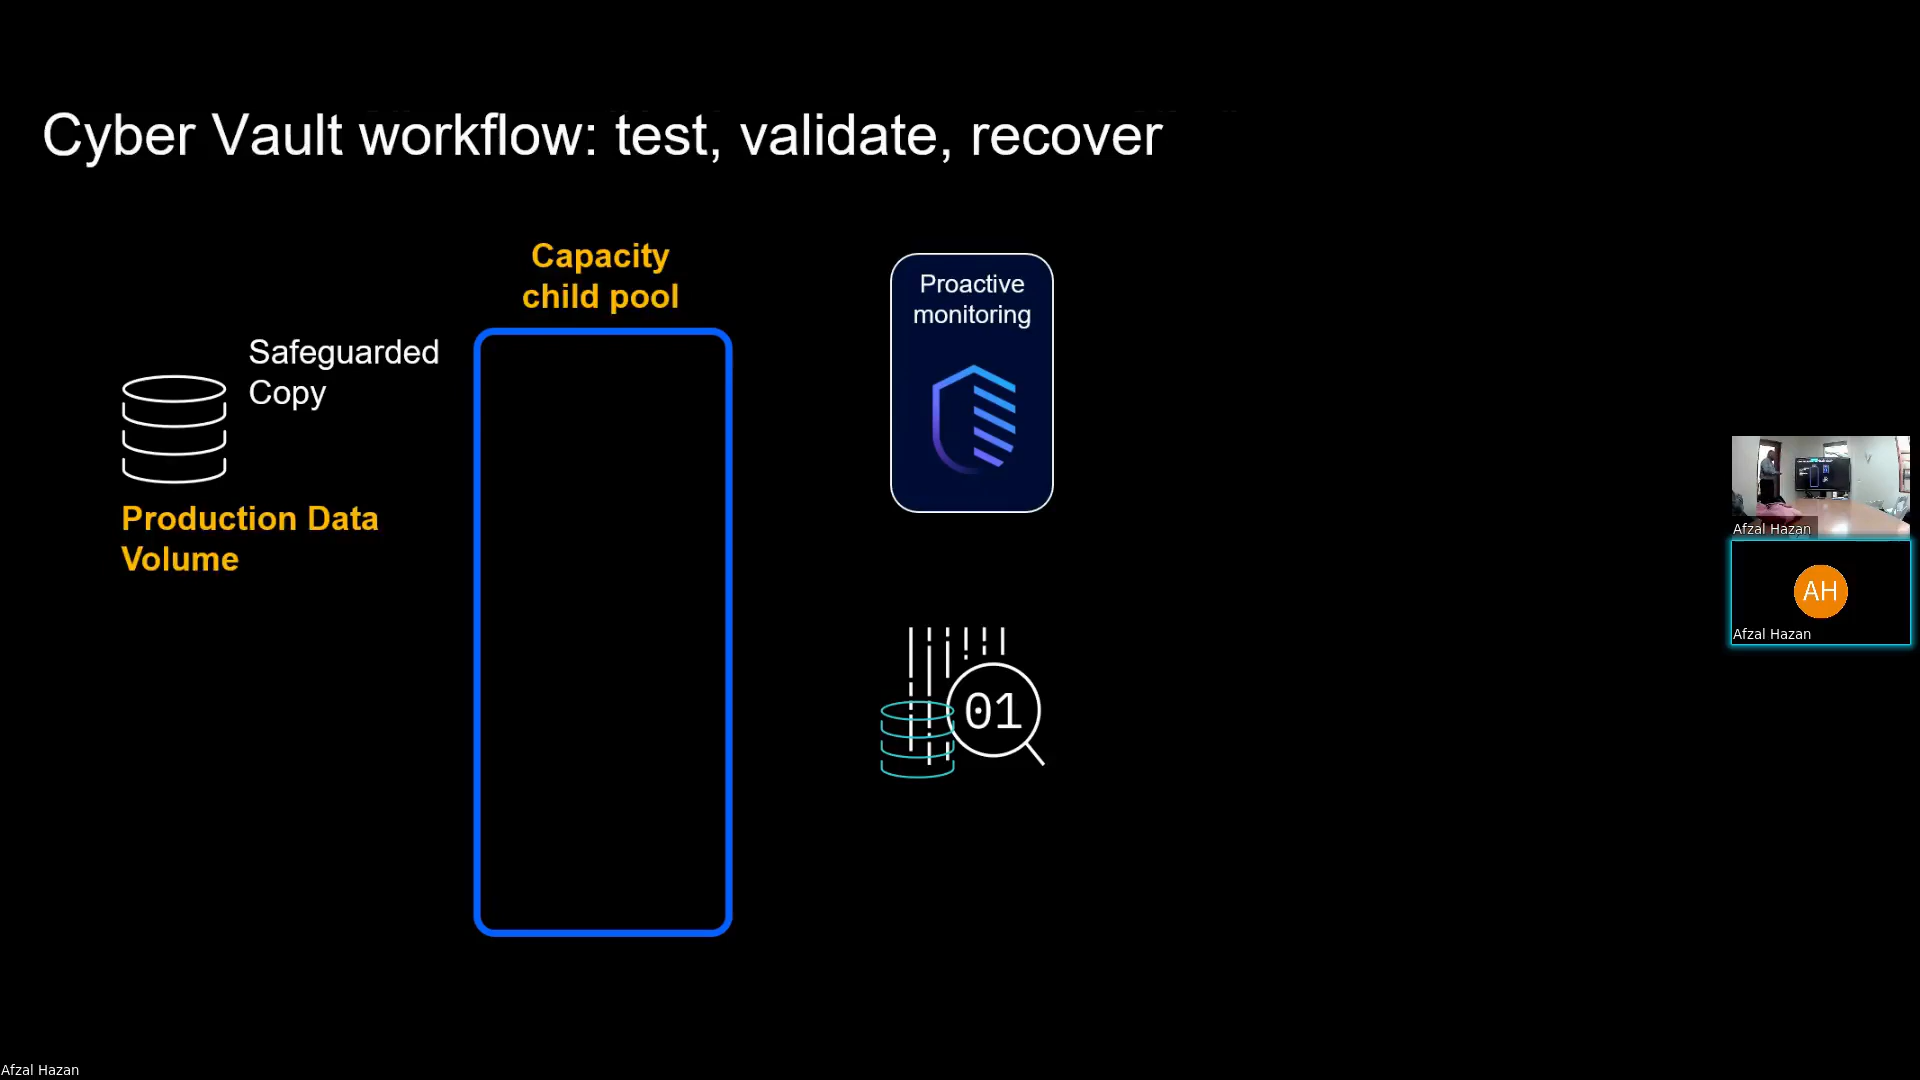 Cyber Vault workflow: test, validate, recover
Capacity
child pool
Safeguarded
Copy
Production Data
Volume
Proactive
monitoring
01
Afzal Hazan
AH
Afzal Hazan
Afzal Hazan